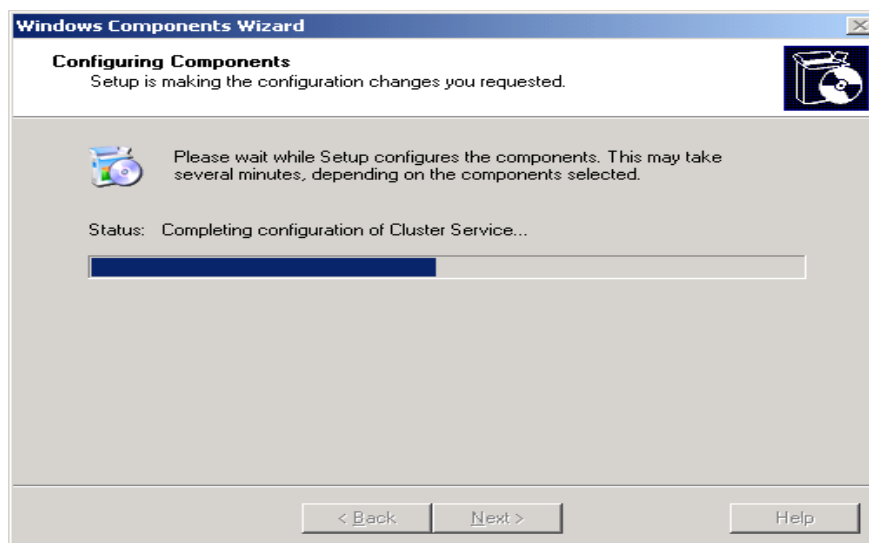 Windows Components Wizard
Configuring Components
Setup is making the configuration changes you requested.
Please wait while Setup configures the components. This may take
several minutes, depending on the components selected.
Status: Completing configuration of Cluster Service...
< Back Next > Help